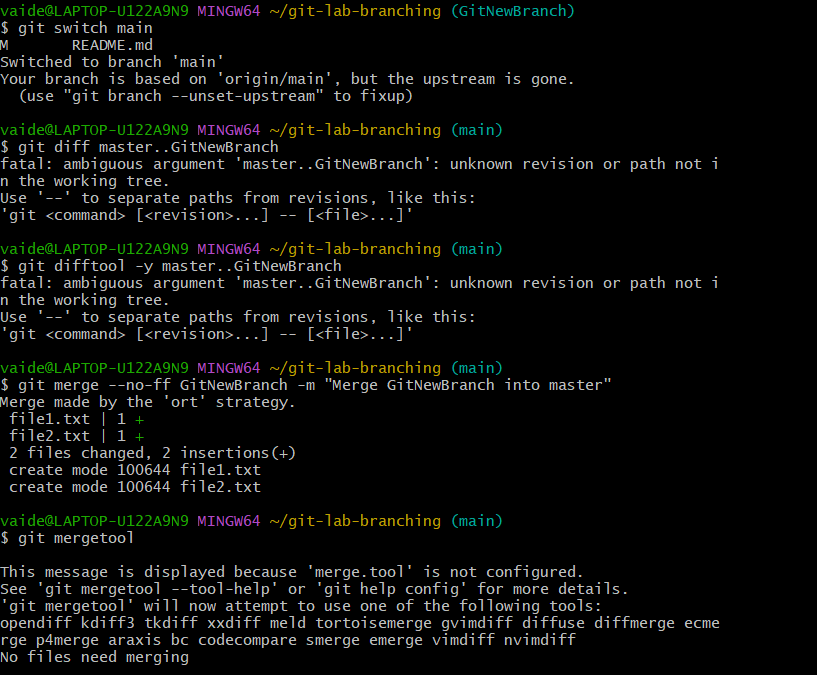 vaide@LAPTOP-U122A9N9 MINGW64 ~/git-lab-branching (GitNewBranch)
$ git switch main
M       README.md
Switched to branch 'main'
Your branch is based on 'origin/main', but the upstream is gone.
  (use "git branch --unset-upstream" to fixup)

vaide@LAPTOP-U122A9N9 MINGW64 ~/git-lab-branching (main)
$ git diff master..GitNewBranch
fatal: ambiguous argument 'master..GitNewBranch': unknown revision or path not i
n the working tree.
Use '--' to separate paths from revisions, like this:
'git <command> [<revision>...] -- [<file>...]'

vaide@LAPTOP-U122A9N9 MINGW64 ~/git-lab-branching (main)
$ git difftool -y master..GitNewBranch
fatal: ambiguous argument 'master..GitNewBranch': unknown revision or path not i
n the working tree.
Use '--' to separate paths from revisions, like this:
'git <command> [<revision>...] -- [<file>...]'

vaide@LAPTOP-U122A9N9 MINGW64 ~/git-lab-branching (main)
$ git merge --no-ff GitNewBranch -m "Merge GitNewBranch into master"
Merge made by the 'ort' strategy.
 file1.txt | 1 +
 file2.txt | 1 +
 2 files changed, 2 insertions(+)
 create mode 100644 file1.txt
 create mode 100644 file2.txt

vaide@LAPTOP-U122A9N9 MINGW64 ~/git-lab-branching (main)
$ git mergetool

This message is displayed because 'merge.tool' is not configured.
See 'git mergetool --tool-help' or 'git help config' for more details.
'git mergetool' will now attempt to use one of the following tools:
opendiff kdiff3 tkdiff xxdiff meld tortoisemerge gvimdiff diffuse diffmerge ecme
rge p4merge araxis bc codecompare smerge emerge vimdiff nvimdiff
No files need merging